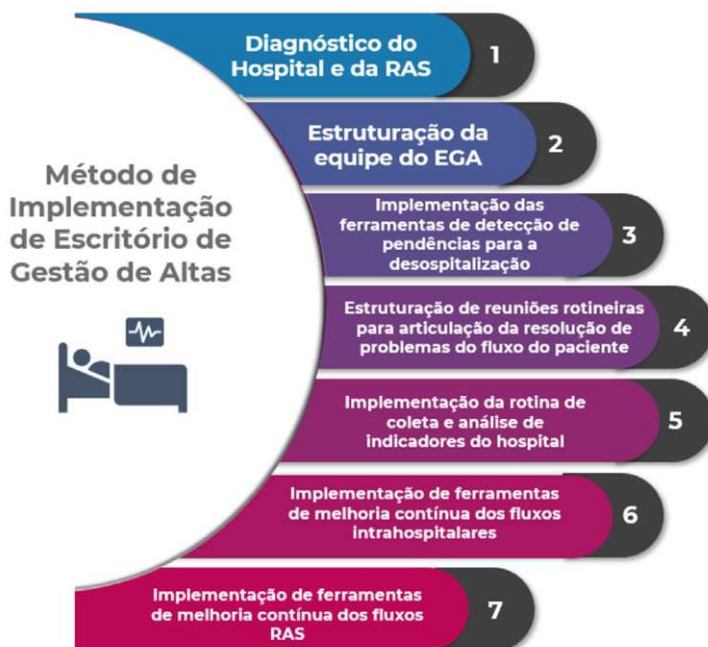 Método de
Implementação
de Escritório de
Gestão de Altas
Diagnóstico do
Hospital e da RAS
1
Estruturação da
equipe do EGA
2
Implementação das
ferramentas de detecção de
pendências para a
desospitalização
3
Estruturação de reuniões rotineiras
para articulação da resolução de
problemas do fluxo do paciente
4
Implementação da rotina de
coleta e análise de
indicadores do hospital
5
Implementação de ferramentas
de melhoria contínua dos fluxos
intrahospitalares
6
Implementação de ferramentas
de melhoria contínua dos fluxos
RAS
7